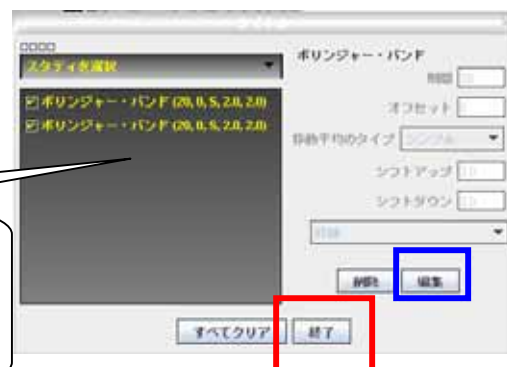 □□□□
スタディを選択
ボリンジャー・バンド (20, 0, S, 2.0, 2.0)
ボリンジャー・バンド (20, 0, S, 2.0, 2.0)
ボリンジャー・バンド
期間
オフセット
移動平均のタイプ シンプル
シフトアップ
シフトダウン
削除 編集
すべてクリア 終了